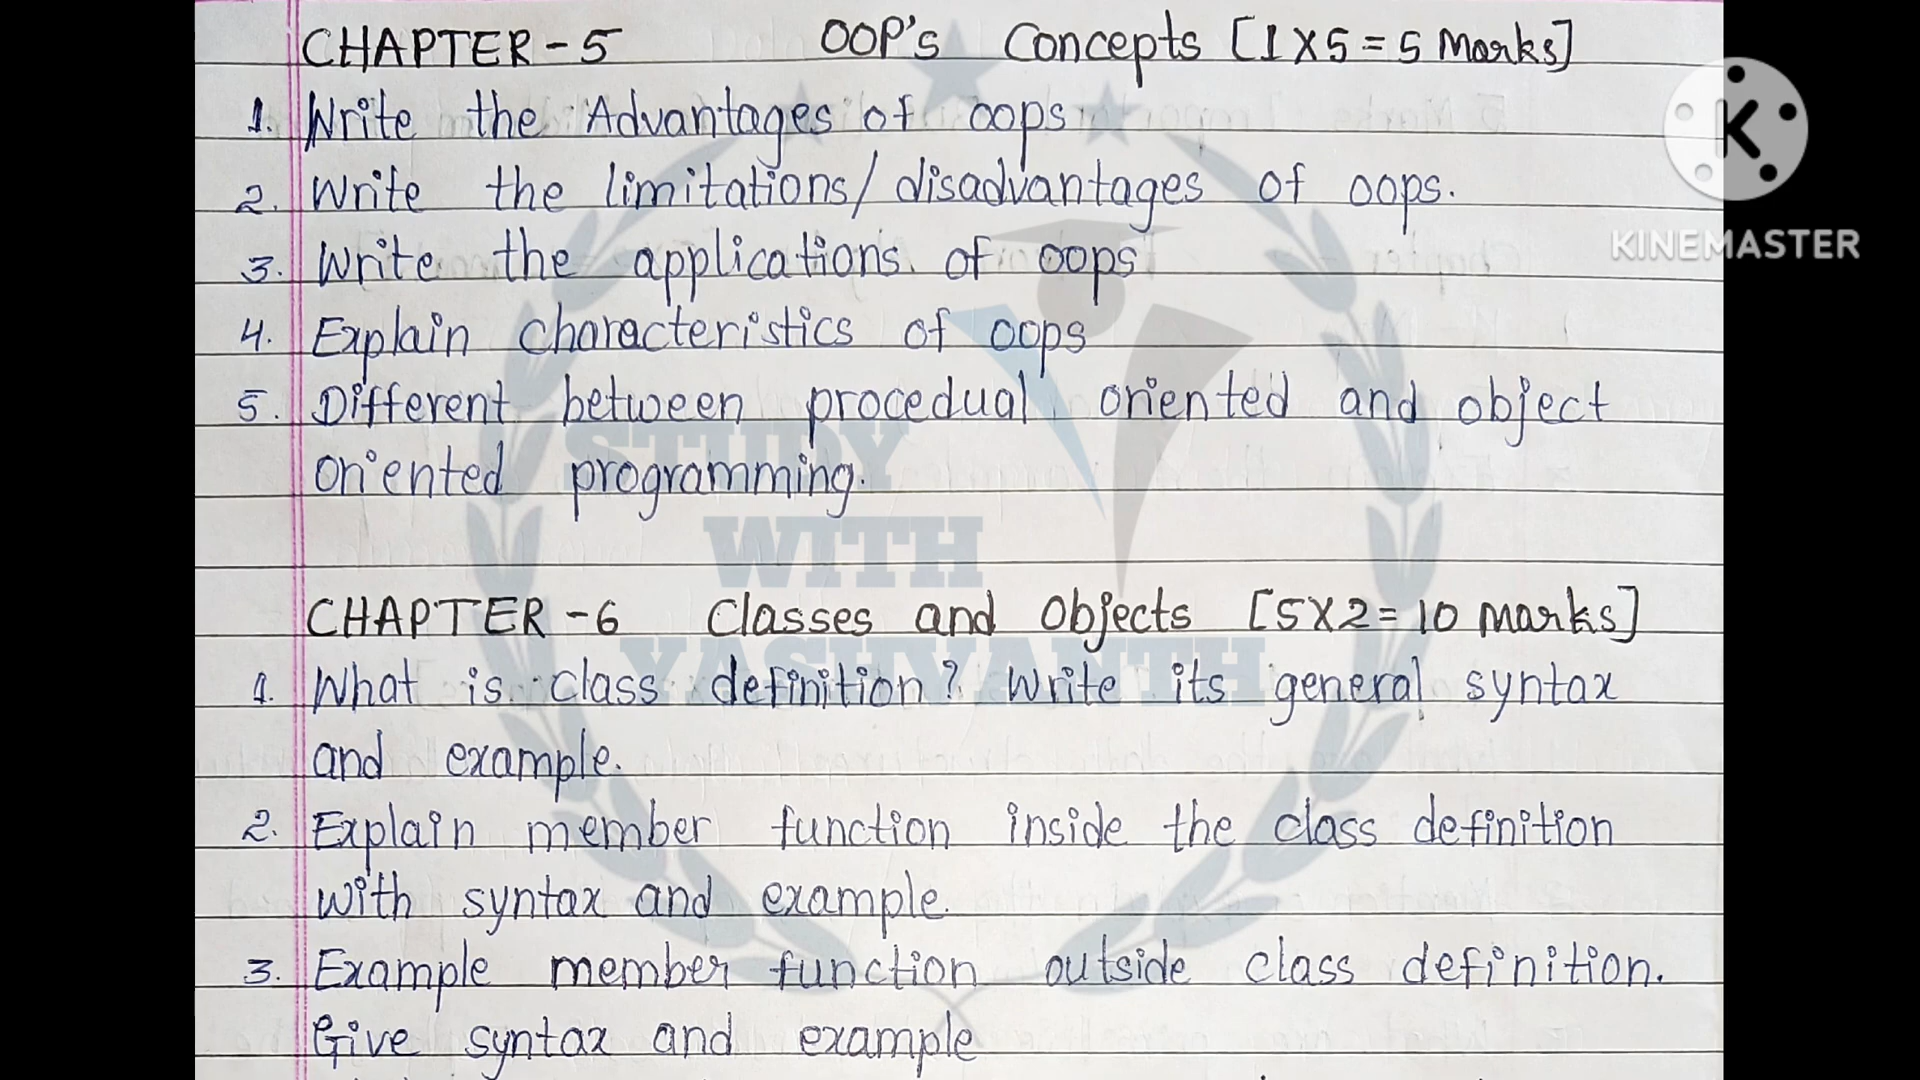 CHAPTER-5 OOP's Concepts [1X5=5 Marks]
1. Write the Advantages of oops
2. Write the limitations/disadvantages of oops.
3. Write the applications of oops
4. Explain characteristics of oops
5. Different between procedual oriented and object
oriented programming.
CHAPTER-6 Classes and Objects [5X2=10 Marks]
1. What is class definition? Write its general syntax
and example.
2. Explain member function inside the class definition
with syntax and example.
3. Example member function outside class definition.
Give syntax and example
KINEMASTER
STUDY
WITH
YASHVANTH